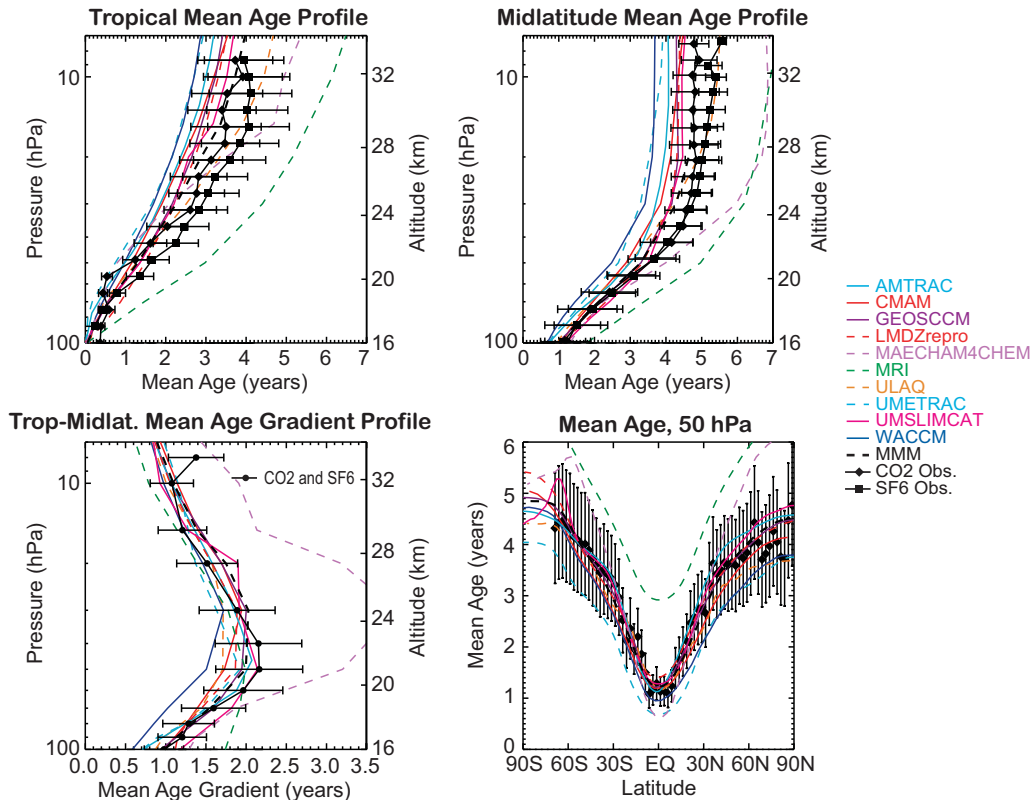 Tropical Mean Age Profile
Pressure (hPa)
10
100
0 1 2 3 4 5 6 7
Mean Age (years)
32
28
24
20
16
Altitude (km)
Midlatitude Mean Age Profile
Pressure (hPa)
10
100
0 1 2 3 4 5 6 7
Mean Age (years)
32
28
24
20
16
Altitude (km)
AMTRAC
CMAM
GEOSCCM
LMDZrepro
MAECHAM4CHEM
MRI
ULAQ
UMETRAC
UMSLIMCAT
WACCM
MMM
CO2 Obs.
SF6 Obs.
Trop-Midlat. Mean Age Gradient Profile
CO2 and SF6
Pressure (hPa)
10
100
0.0 0.5 1.0 1.5 2.0 2.5 3.0 3.5
Mean Age Gradient (years)
32
28
24
20
16
Altitude (km)
Mean Age, 50 hPa
Mean Age (years)
6
5
4
3
2
1
0
90S 60S 30S EQ 30N 60N 90N
Latitude